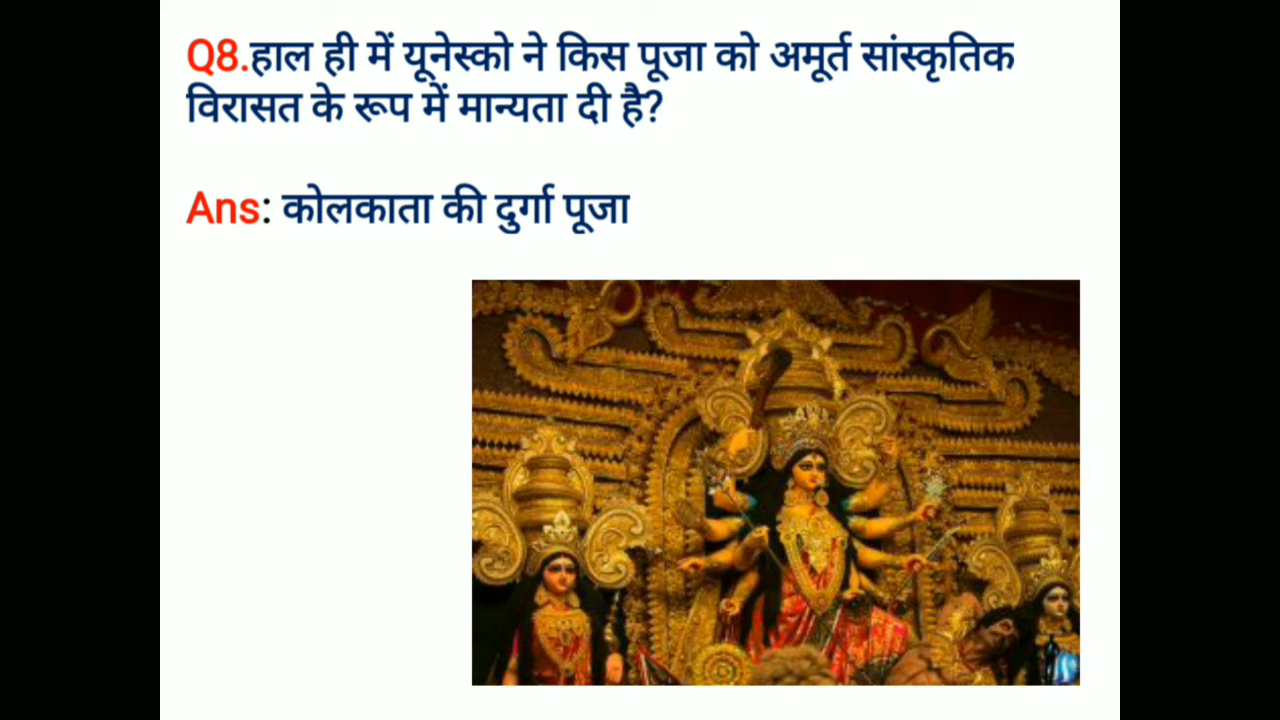 Q8.हाल ही में यूनेस्को ने किस पूजा को अमूर्त सांस्कृतिक
विरासत के रूप में मान्यता दी है?
Ans: कोलकाता की दुर्गा पूजा